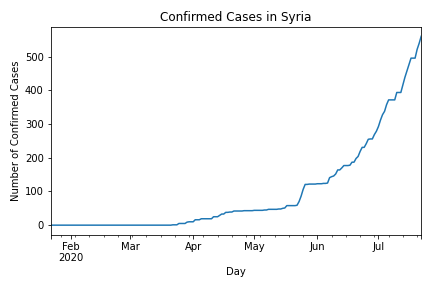 Confirmed Cases in Syria
500
400
300
200
100
0
Number of Confirmed Cases
Feb Mar Apr May Jun Jul
2020
Day